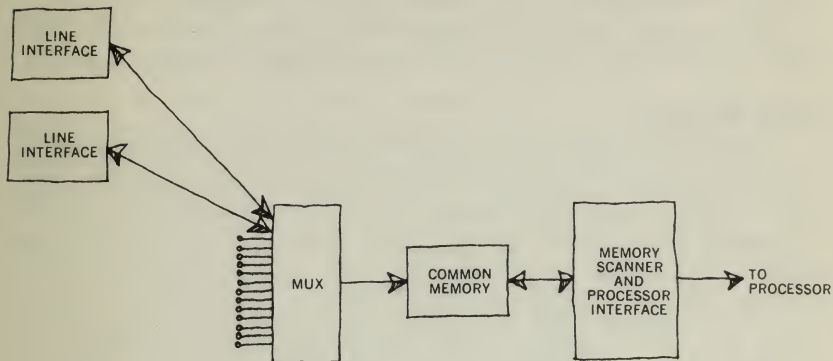 LINE
INTERFACE
LINE
INTERFACE
MUX
COMMON
MEMORY
MEMORY
SCANNER
AND
PROCESSOR
INTERFACE
TO
PROCESSOR